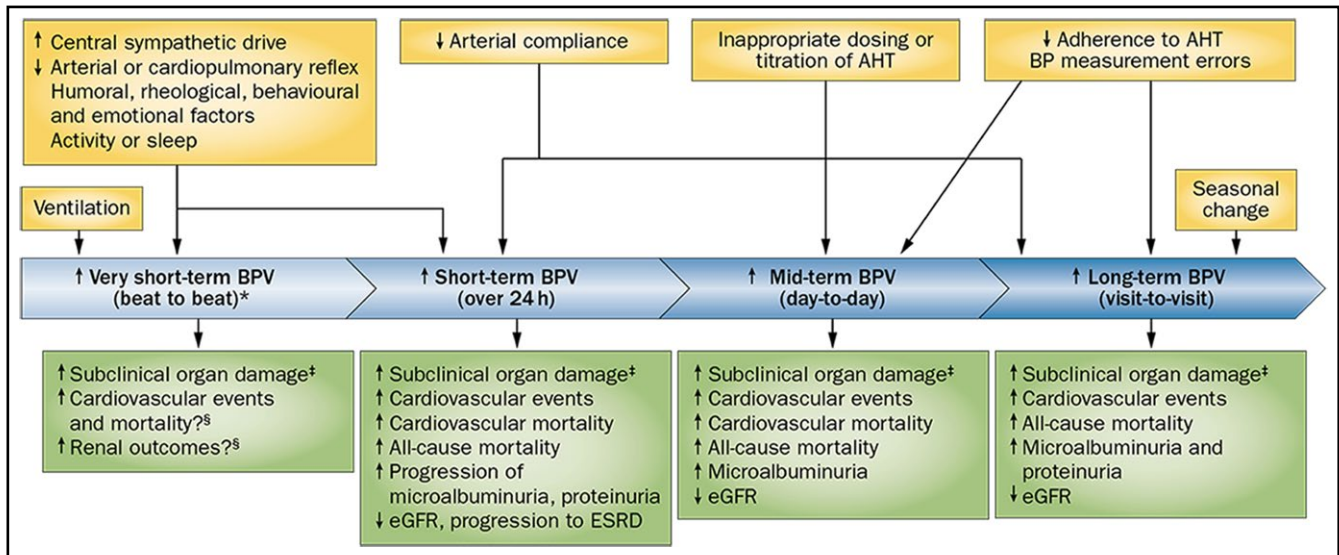 ↑ Central sympathetic drive
↓ Arterial or cardiopulmonary reflex
Humoral, rheological, behavioural
and emotional factors
Activity or sleep
↓ Arterial compliance
Inappropriate dosing or
titration of AHT
↓ Adherence to AHT
BP measurement errors
Ventilation
Seasonal
change
↑ Very short-term BPV
(beat to beat)*
↑ Short-term BPV
(over 24 h)
↑ Mid-term BPV
(day-to-day)
↑ Long-term BPV
(visit-to-visit)
↑ Subclinical organ damage‡
↑ Cardiovascular events
and mortality?§
↑ Renal outcomes?§
↑ Subclinical organ damage‡
↑ Cardiovascular events
↑ Cardiovascular mortality
↑ All-cause mortality
↑ Progression of
microalbuminuria, proteinuria
↓ eGFR, progression to ESRD
↑ Subclinical organ damage‡
↑ Cardiovascular events
↑ Cardiovascular mortality
↑ All-cause mortality
↑ Microalbuminuria
↓ eGFR
↑ Subclinical organ damage‡
↑ Cardiovascular events
↑ All-cause mortality
↑ Microalbuminuria and
proteinuria
↓ eGFR